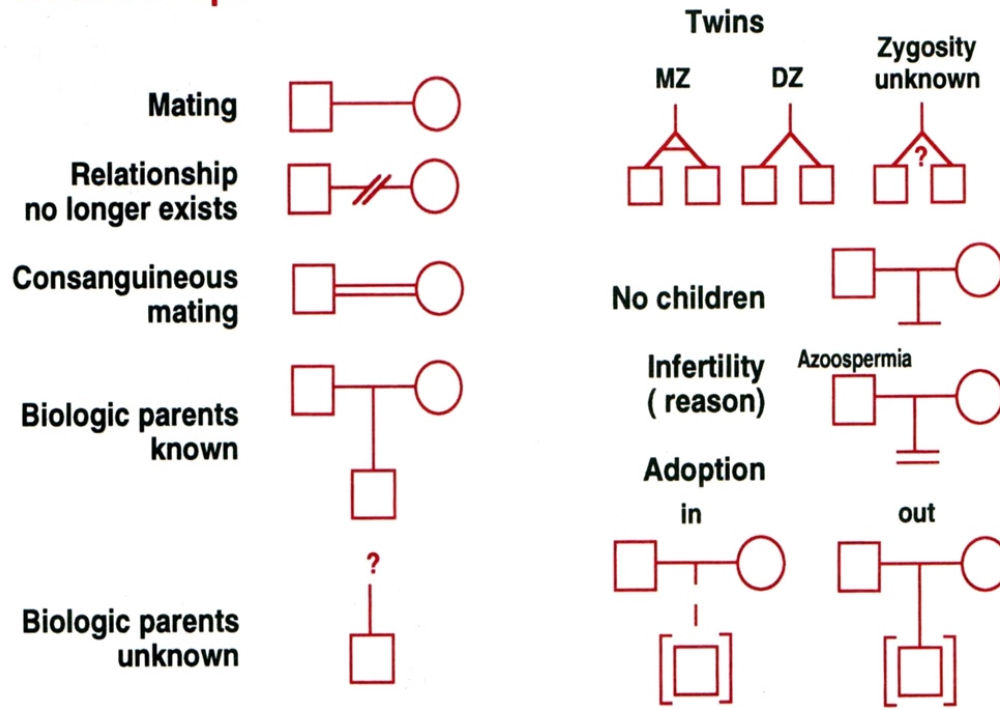 Mating
Relationship
no longer exists
Consanguineous
mating
Biologic parents
known
?
Biologic parents
unknown
Twins
MZ
DZ
Zygosity
unknown
?
No children
Infertility
( reason)
Azoospermia
Adoption
in
out